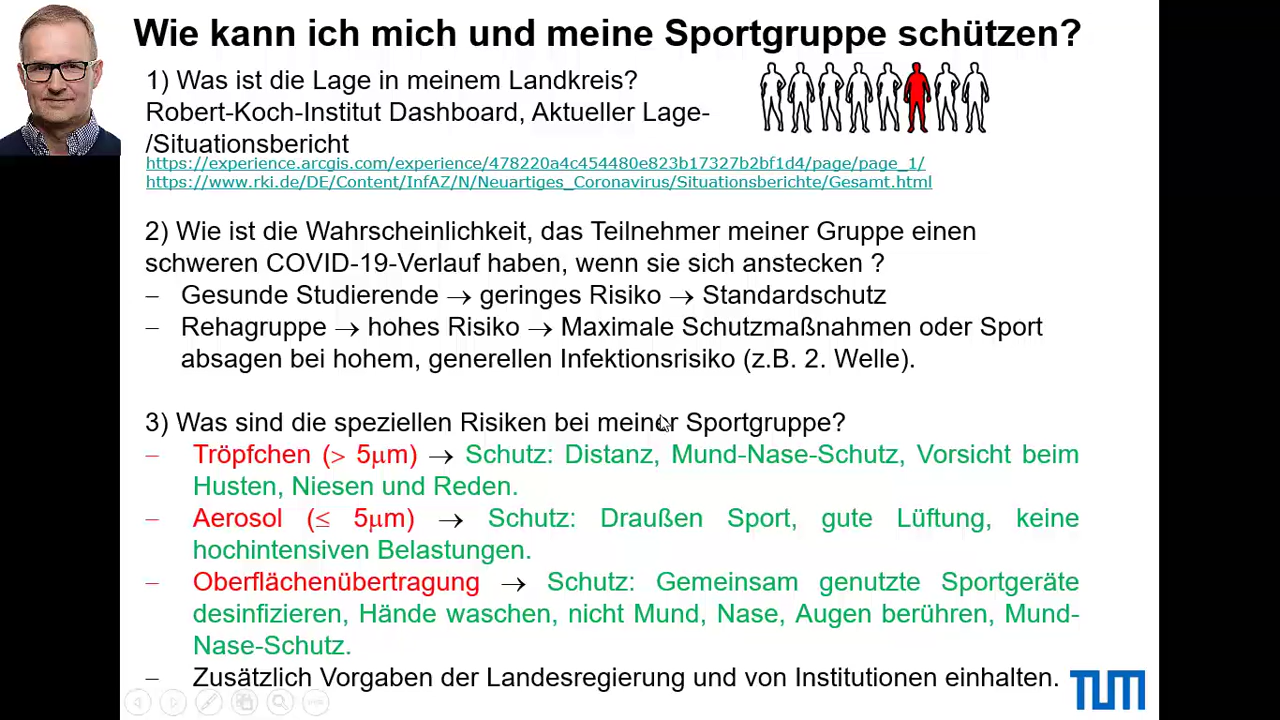 Wie kann ich mich und meine Sportgruppe schützen?
1) Was ist die Lage in meinem Landkreis?
Robert-Koch-Institut Dashboard, Aktueller Lage-
/Situationsbericht
https://experience.arcgis.com/experience/478220a4c454480e823b17327b2bf1d4/page/page_1/
https://www.rki.de/DE/Content/InfAZ/N/Neuartiges_Coronavirus/Situationsberichte/Gesamt.html
2) Wie ist die Wahrscheinlichkeit, das Teilnehmer meiner Gruppe einen
schweren COVID-19-Verlauf haben, wenn sie sich anstecken ?
– Gesunde Studierende → geringes Risiko → Standardschutz
– Rehagruppe → hohes Risiko → Maximale Schutzmaßnahmen oder Sport
absagen bei hohem, generellen Infektionsrisiko (z.B. 2. Welle).
3) Was sind die speziellen Risiken bei meiner Sportgruppe?
– Tröpfchen (> 5µm) → Schutz: Distanz, Mund-Nase-Schutz, Vorsicht beim
Husten, Niesen und Reden.
– Aerosol (≤ 5µm) → Schutz: Draußen Sport, gute Lüftung, keine
hochintensiven Belastungen.
– Oberflächenübertragung → Schutz: Gemeinsam genutzte Sportgeräte
desinfizieren, Hände waschen, nicht Mund, Nase, Augen berühren, Mund-
Nase-Schutz.
– Zusätzlich Vorgaben der Landesregierung und von Institutionen einhalten.
TUM